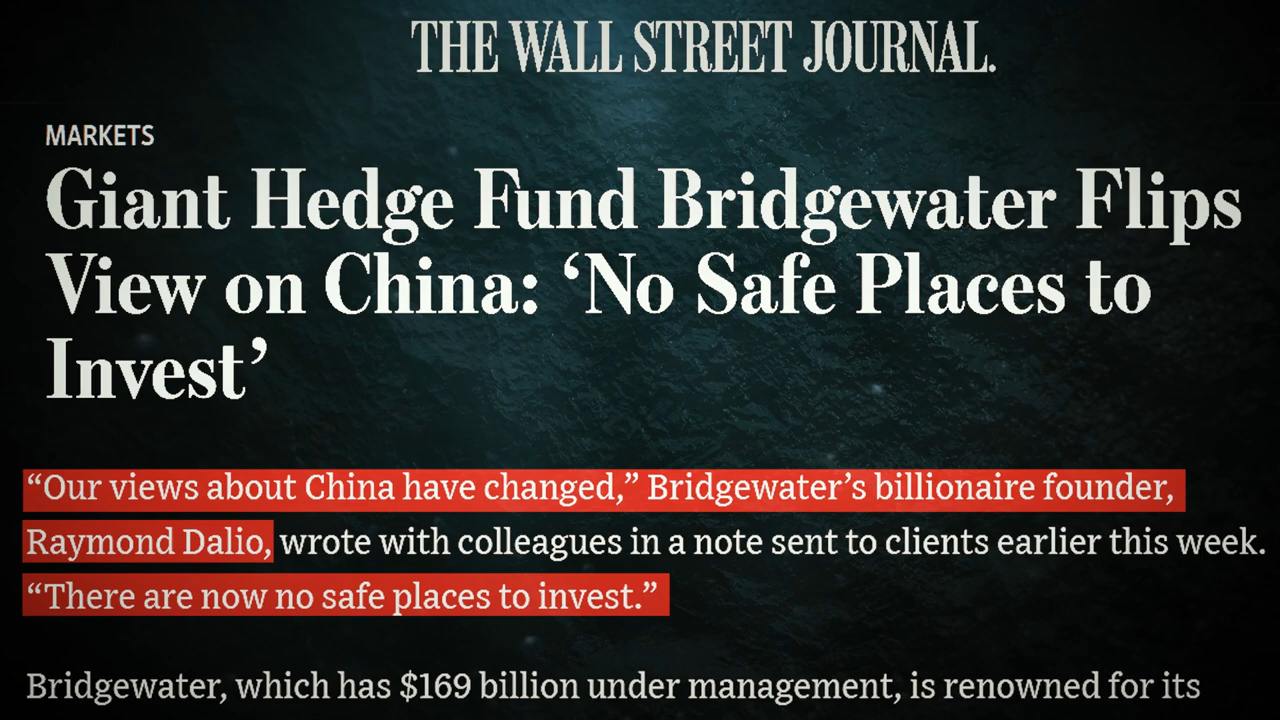 THE WALL STREET JOURNAL.
MARKETS
Giant Hedge Fund Bridgewater Flips
View on China: ‘No Safe Places to
Invest’
“Our views about China have changed,” Bridgewater’s billionaire founder,
Raymond Dalio, wrote with colleagues in a note sent to clients earlier this week.
“There are now no safe places to invest.”
Bridgewater, which has $169 billion under management, is renowned for its